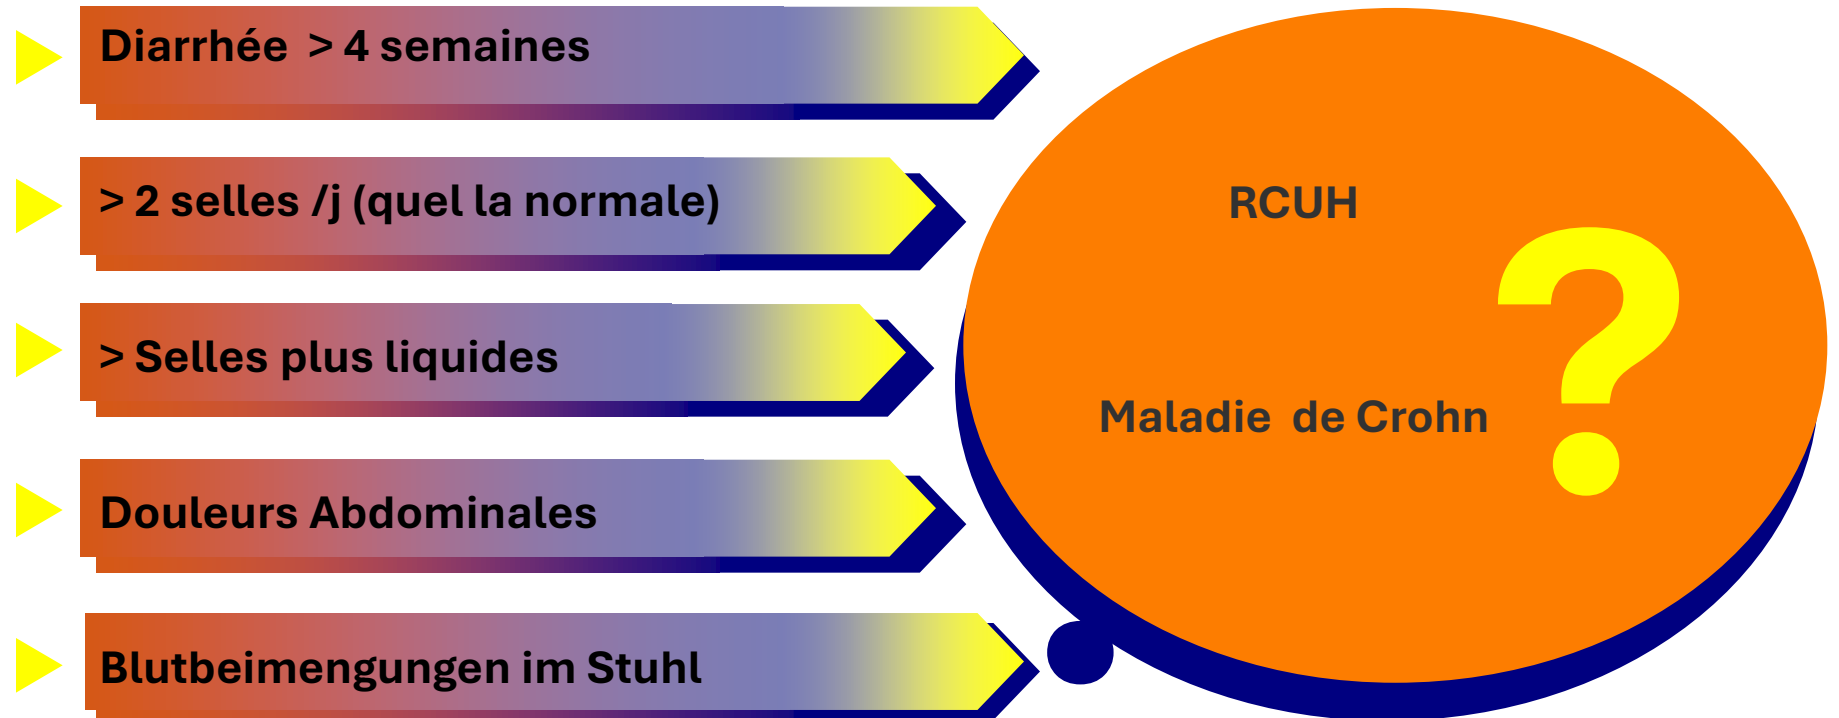 Diarrhée > 4 semaines
> 2 selles /j (quel la normale)
> Selles plus liquides
Douleurs Abdominales
Blutbeimengungen im Stuhl
RCUH
Maladie de Crohn
?